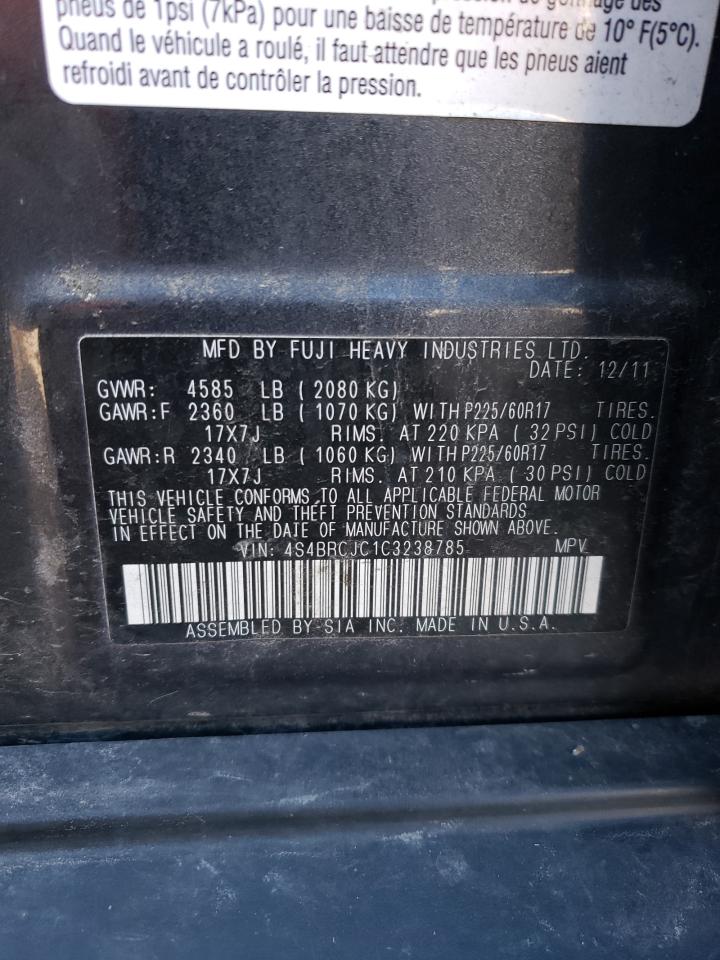 pneus de 1psi (7kPa) pour une baisse de température de 10° F(5°C).
Quand le véhicule a roulé, il faut attendre que les pneus aient
refroidi avant de contrôler la pression.
MFD BY FUJI HEAVY INDUSTRIES LTD.
DATE: 12/11
GVWR: 4585 LB ( 2080 KG)
GAWR:F 2360 LB ( 1070 KG) WITH P225/60R17 TIRES.
17X7J RIMS. AT 220 KPA ( 32 PSI) COLD
GAWR:R 2340 LB ( 1060 KG) WITH P225/60R17 TIRES.
17X7J RIMS. AT 210 KPA ( 30 PSI) COLD
THIS VEHICLE CONFORMS TO ALL APPLICABLE FEDERAL MOTOR
VEHICLE SAFETY AND THEFT PREVENTION STANDARDS
IN EFFECT ON THE DATE OF MANUFACTURE SHOWN ABOVE.
VIN: 4S4BRCJC1C3238785 MPV
ASSEMBLED BY SIA INC. MADE IN U.S.A.